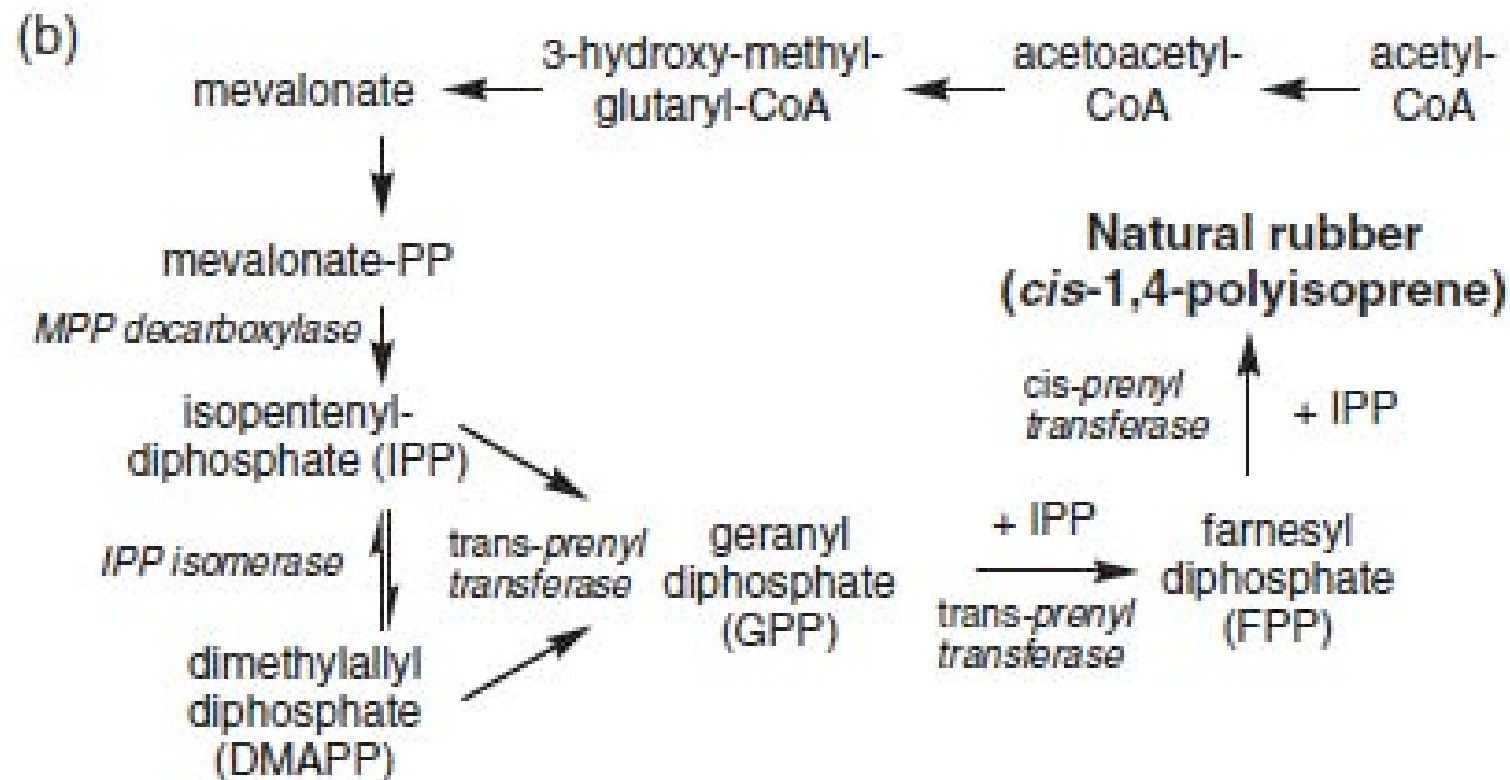 (b)
mevalonate
3-hydroxy-methyl-
glutaryl-CoA
acetoacetyl-
CoA
acetyl-
CoA
mevalonate-PP
MPP decarboxylase
isopentenyl-
diphosphate (IPP)
IPP isomerase
dimethylallyl
diphosphate
(DMAPP)
trans-prenyl
transferase
geranyl
diphosphate
(GPP)
+ IPP
trans-prenyl
transferase
farnesyl
diphosphate
(FPP)
cis-prenyl
transferase
+ IPP
Natural rubber
(cis-1,4-polyisoprene)